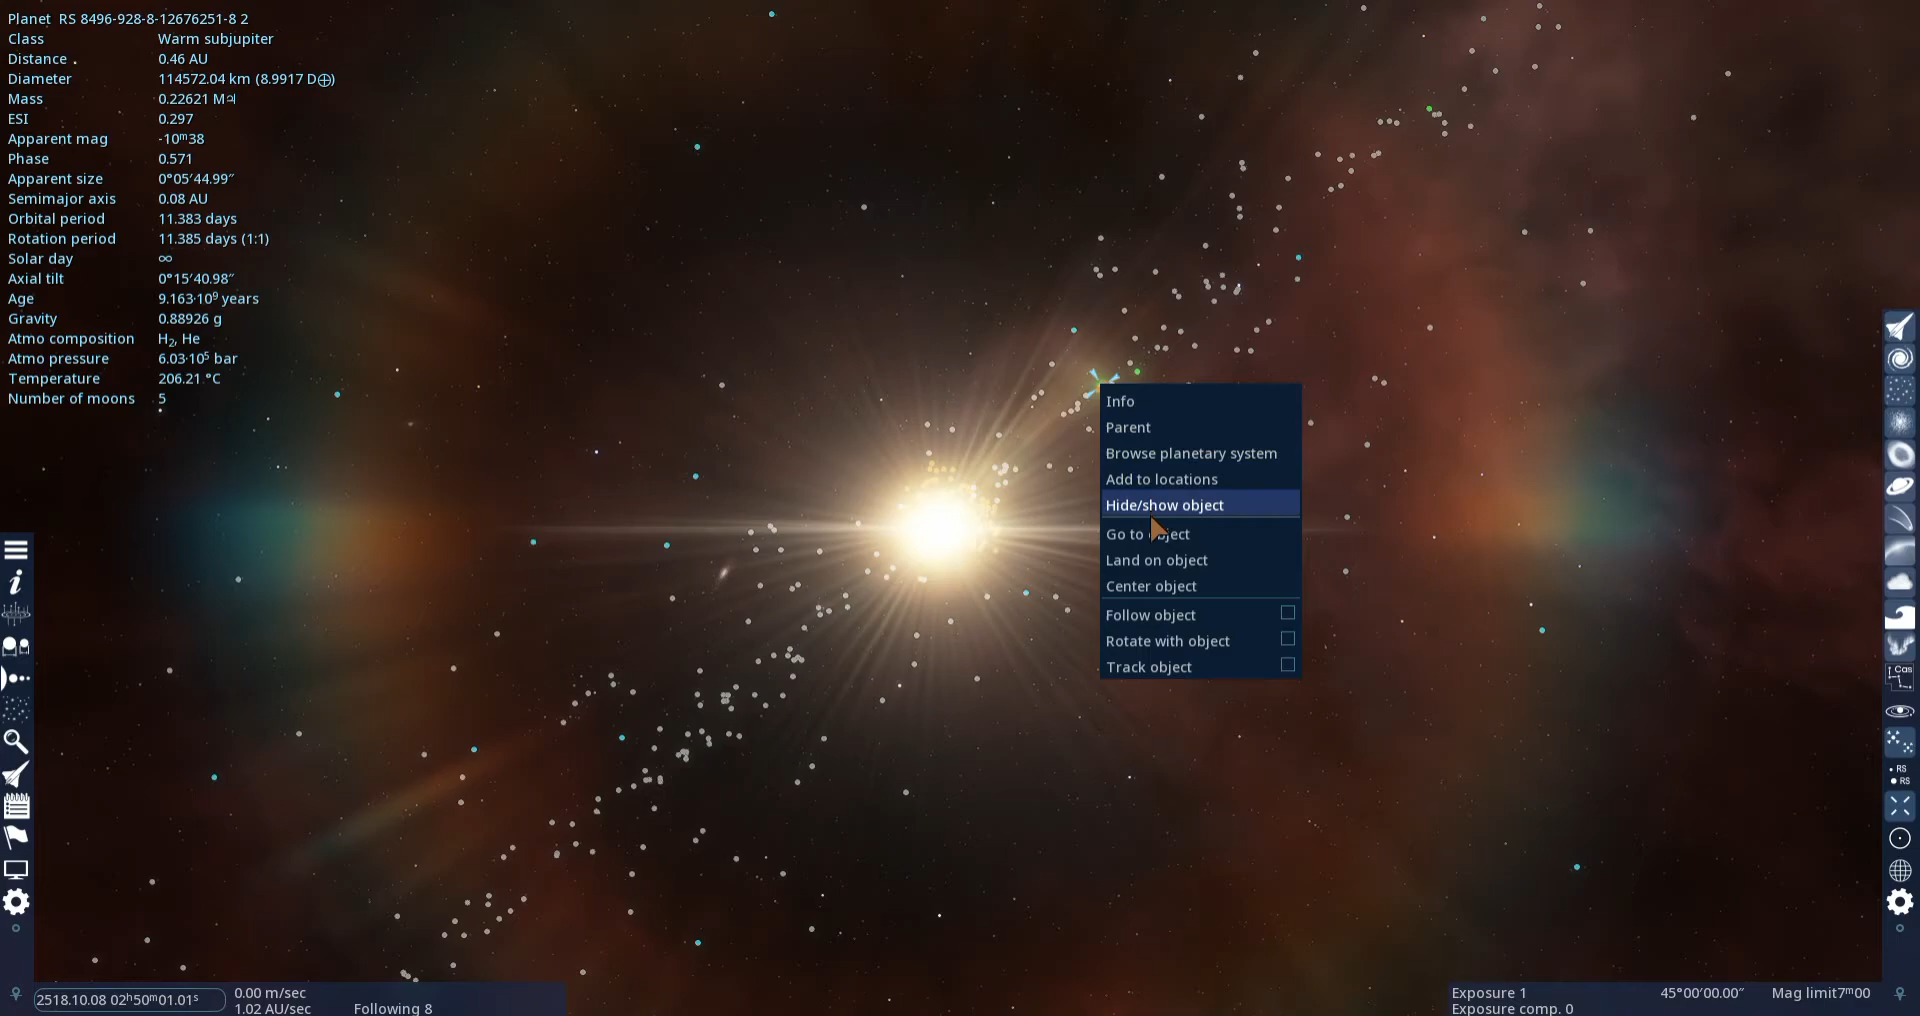 Planet RS 8496-928-8-12676251-8 2
Class Warm subjupiter
Distance 0.46 AU
Diameter 114572.04 km (8.9917 D⊕)
Mass 0.22621 M♃
ESI 0.297
Apparent mag -10ᵐ38
Phase 0.571
Apparent size 0°05′44.99″
Semimajor axis 0.08 AU
Orbital period 11.383 days
Rotation period 11.385 days (1:1)
Solar day ∞
Axial tilt 0°15′40.98″
Age 9.163·10⁹ years
Gravity 0.88926 g
Atmo composition H₂, He
Atmo pressure 6.03·10⁵ bar
Temperature 206.21 °C
Number of moons 5
Info
Parent
Browse planetary system
Add to locations
Hide/show object
Go to object
Land on object
Center object
Follow object
Rotate with object
Track object
Cas
RS
RS
2518.10.08 02ʰ50ᵐ01.01ˢ
0.00 m/sec
1.02 AU/sec Following 8
Exposure 1 45°00′00.00″ Mag limit7ᵐ00
Exposure comp. 0